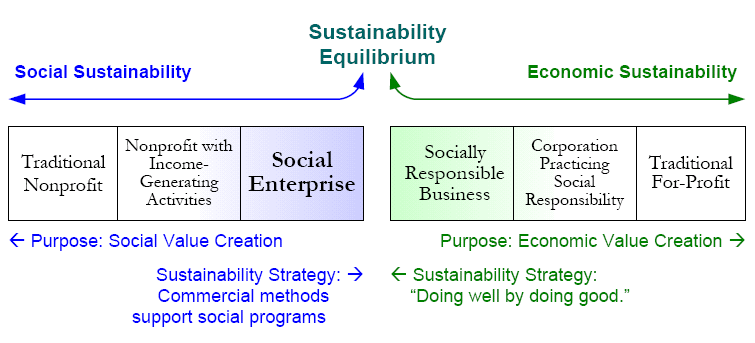 Sustainability
Equilibrium
Social Sustainability
Economic Sustainability
Traditional
Nonprofit
Nonprofit with
Income-
Generating
Activities
Social
Enterprise
Socially
Responsible
Business
Corporation
Practicing
Social
Responsibility
Traditional
For-Profit
← Purpose: Social Value Creation
Purpose: Economic Value Creation →
Sustainability Strategy: →
Commercial methods
support social programs
← Sustainability Strategy:
“Doing well by doing good.”